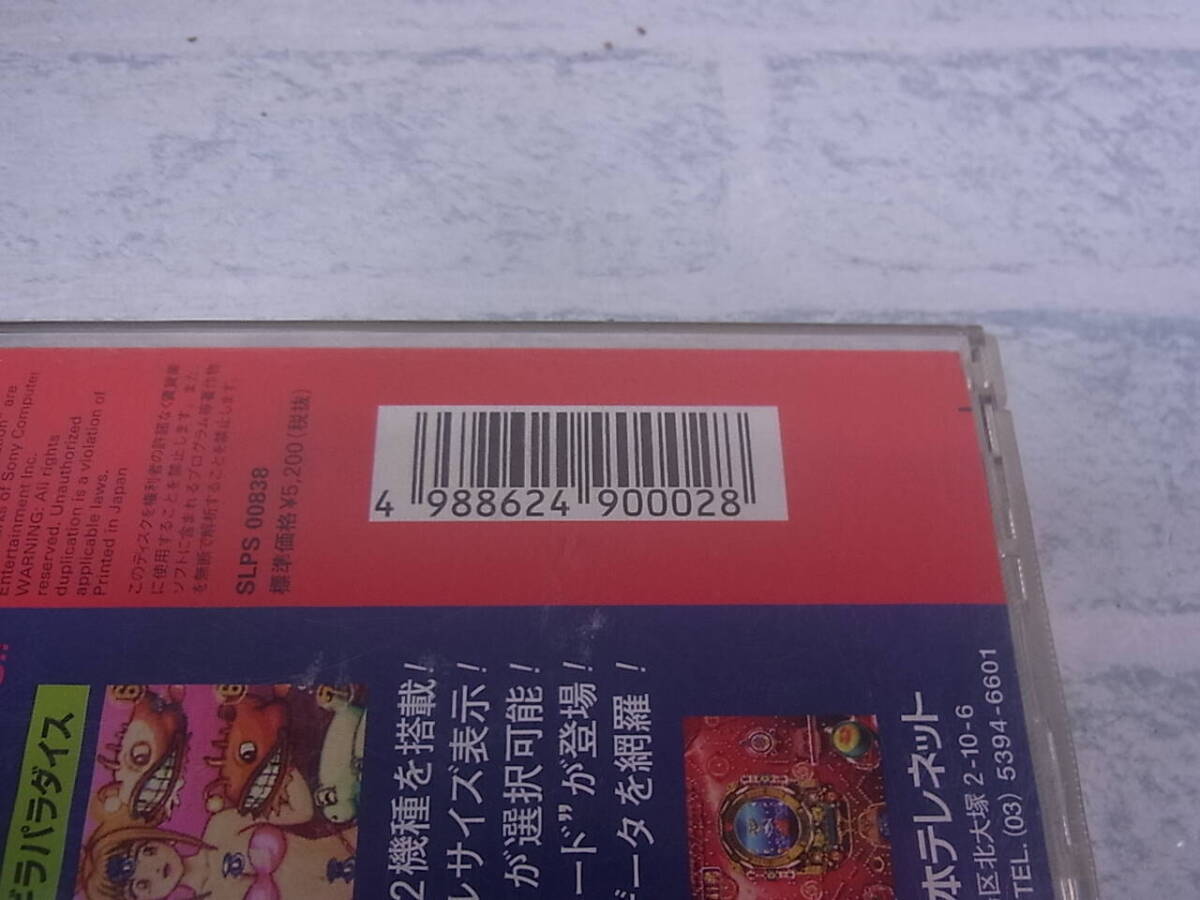 ation® are
rks of Sony Computer
Entertainment Inc.
WARNING: All rights
reserved. Unauthorized
duplication is a violation of
applicable laws.
Printed in Japan
このディスクを権利者の許諾なく賃貸業
に使用することを禁止します。また、
ソフトに含まれるプログラム等著作物
を無断で解析することを禁止します。
SLPS 00838
標準価格¥5,200(税抜)
4 988624 900028
ギラパラダイス
2機種を搭載!
ルサイズ表示!
が選択可能!
ード”が登場!
データを網羅!
本テレネット
区北大塚 2-10-6
TEL. (03) 5394-6601